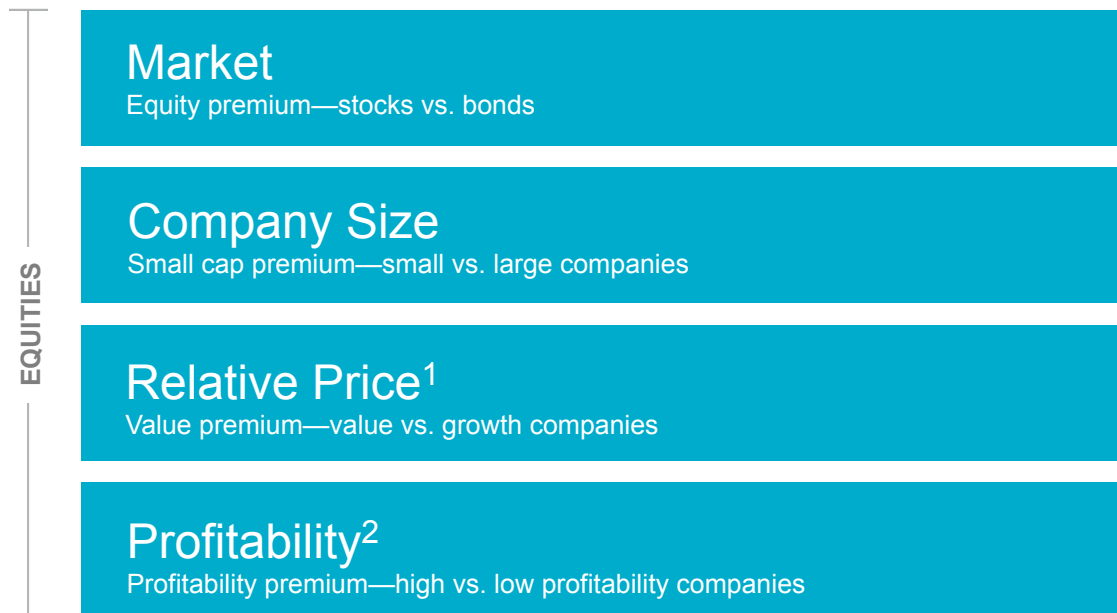 Market
Equity premium—stocks vs. bonds
Company Size
Small cap premium—small vs. large companies
EQUITIES
Relative Price¹
Value premium—value vs. growth companies
Profitability²
Profitability premium—high vs. low profitability companies